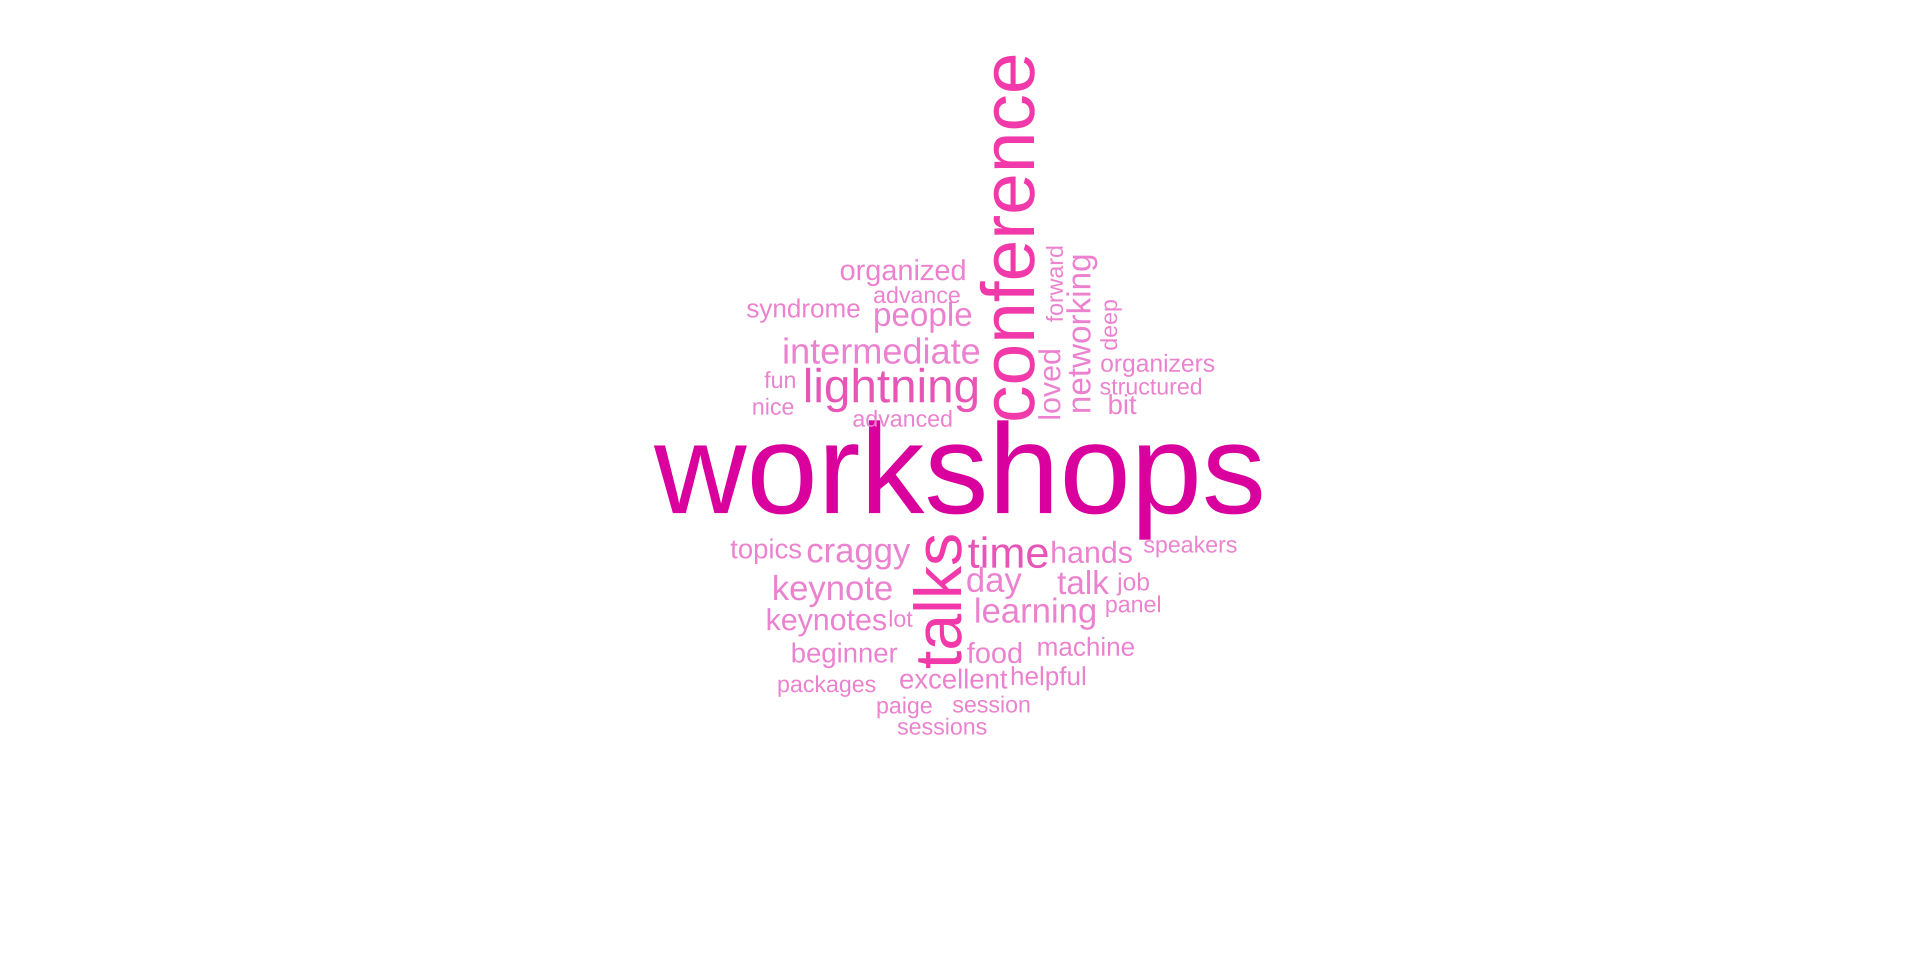 conference
organized
forward
networking
advance
syndrome
people
deep
intermediate
loved
organizers
fun
lightning
structured
nice
bit
advanced
workshops
topics
craggy
talks
time
hands
speakers
keynote
day
talk
job
keynotes
lot
learning
panel
beginner
food
machine
packages
excellent
helpful
paige
session
sessions